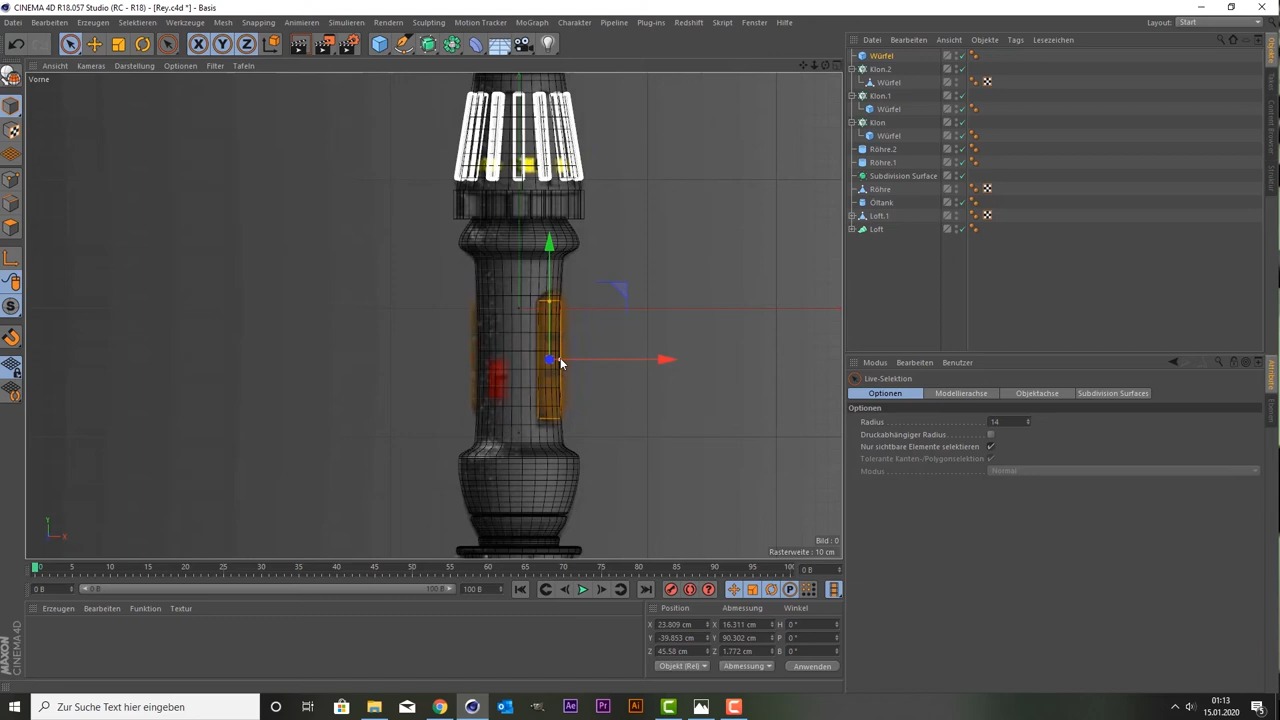 CINEMA 4D R18.057 Studio (RC - R18) - [Rey.c4d *] - Basis
Datei Bearbeiten Erzeugen Selektieren Werkzeuge Mesh Snapping Animieren Simulieren Rendern Sculpting Motion Tracker MoGraph Charakter Pipeline Plug-ins Redshift Skript Fenster Hilfe Layout: Start
Ansicht Kameras Darstellung Optionen Filter Tafeln
Vorne
Y
X
Bild : 0
Rasterweite : 10 cm
Datei Bearbeiten Ansicht Objekte Tags Lesezeichen
Würfel
Klon.2
Würfel
Klon.1
Würfel
Klon
Würfel
Röhre.2
Röhre.1
Subdivision Surface
Röhre
Öltank
Loft.1
Loft
Objekte
Takes
Struktur
Modus Bearbeiten Benutzer
Live-Selektion
Optionen Modellierachse Objektachse Subdivision Surfaces
Optionen
Radius 14
Druckabhängiger Radius
Nur sichtbare Elemente selektieren
Tolerante Kanten-/Polygonselektion
Modus Normal
Attribute
Ebenen
0 5 10 15 20 25 30 35 40 45 50 55 60 65 70 75 80 85 90 95 100 0 B
0 B 0 B 100 B 100 B
Erzeugen Bearbeiten Funktion Textur
Position Abmessung Winkel
X 23.809 cm X 16.311 cm H 0 °
Y -39.853 cm Y 90.302 cm P 0 °
Z 45.58 cm Z 1.772 cm B 0 °
Objekt (Rel) Abmessung Anwenden
MAXON
CINEMA 4D
Zur Suche Text hier eingeben
01:13
15.01.2020